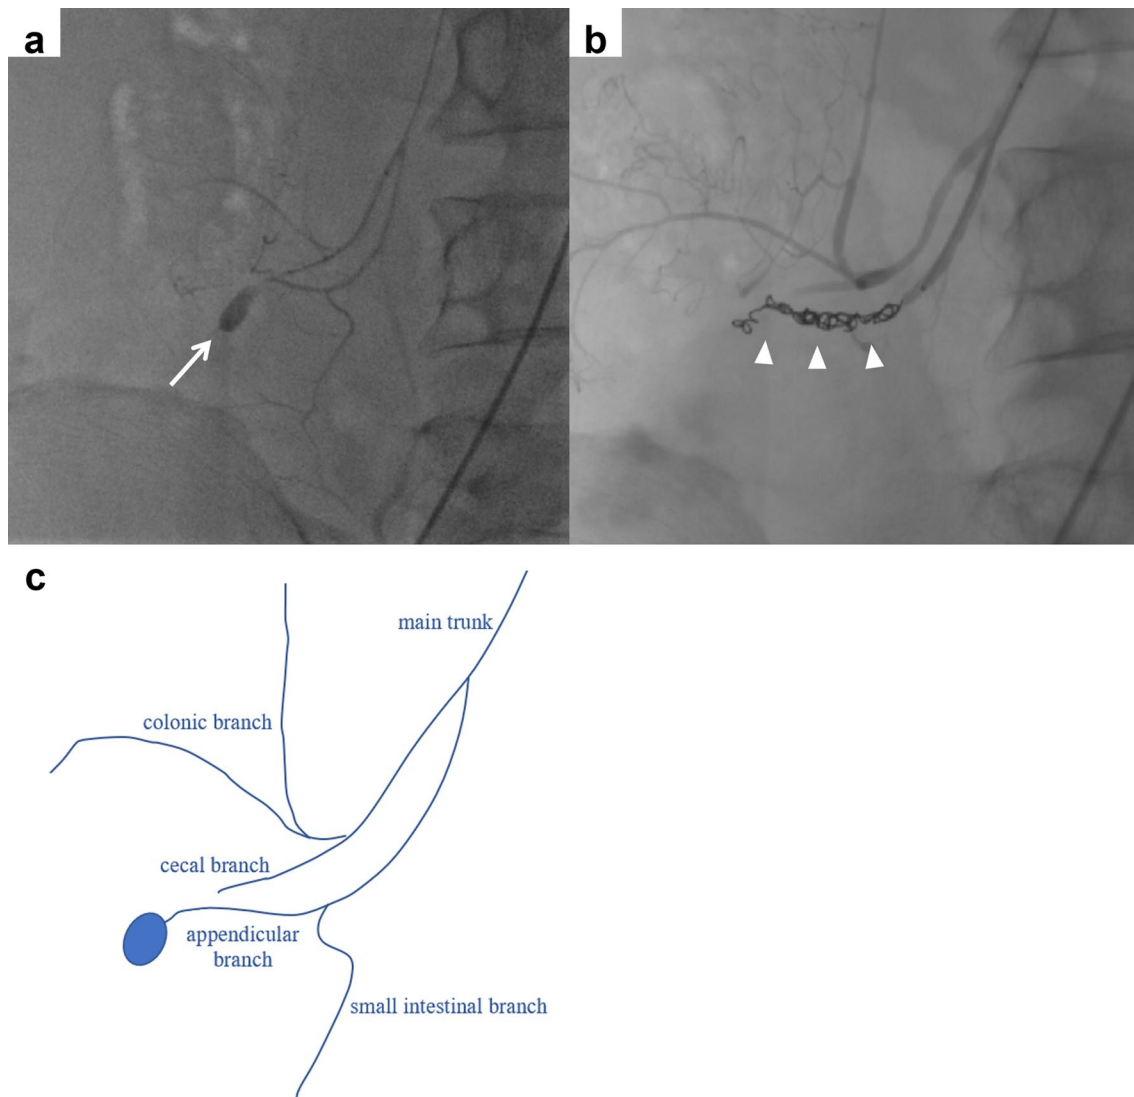 a
b
c
main trunk
colonic branch
cecal branch
appendicular
branch
small intestinal branch